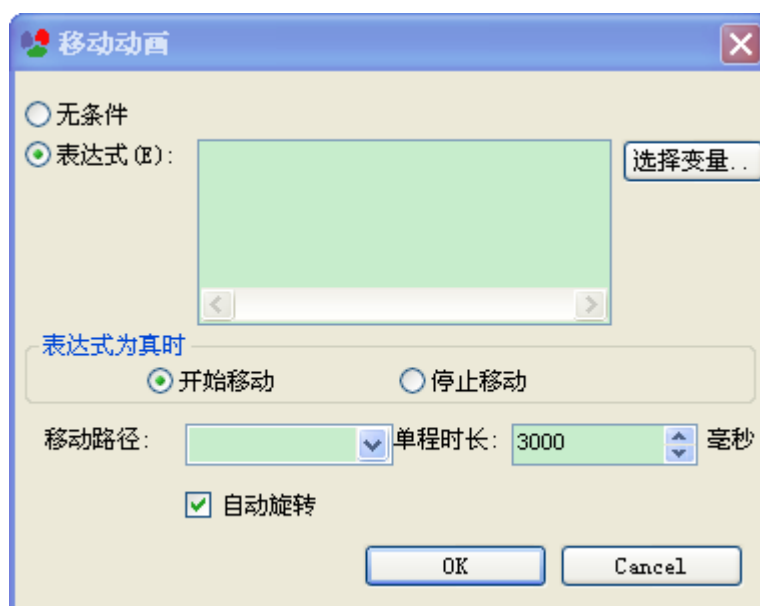 移动动画
无条件
表达式(E):
选择变量..
表达式为真时
开始移动 停止移动
移动路径: 单程时长: 3000 毫秒
自动旋转
OK Cancel